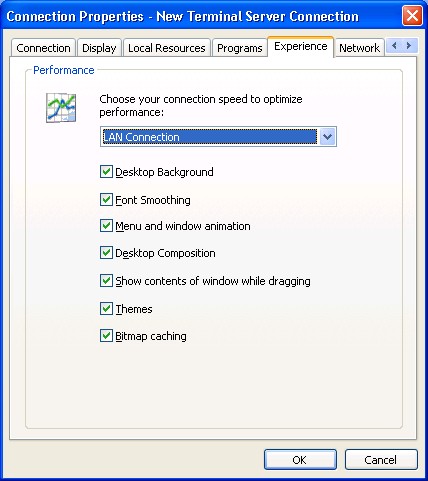 Connection Properties - New Terminal Server Connection
Connection Display Local Resources Programs Experience Network
Performance
Choose your connection speed to optimize
performance:
LAN Connection
Desktop Background
Font Smoothing
Menu and window animation
Desktop Composition
Show contents of window while dragging
Themes
Bitmap caching
OK Cancel